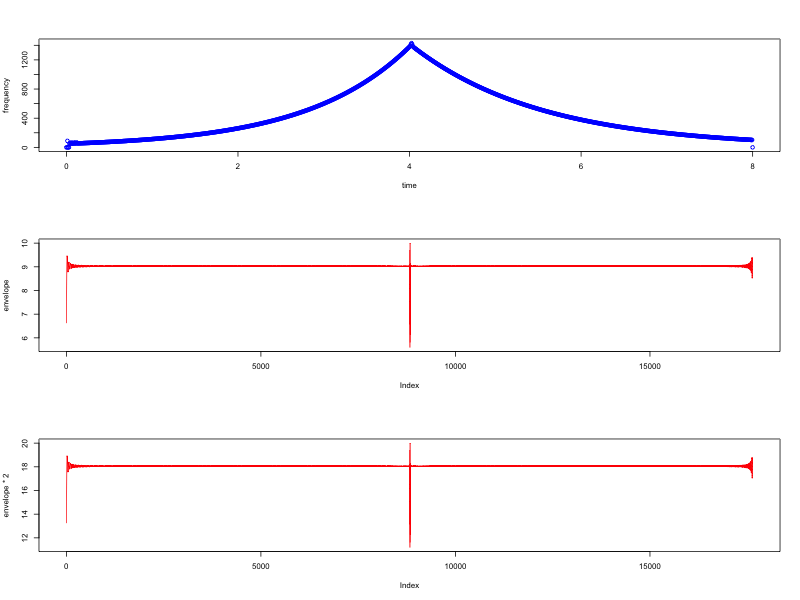 frequency
0 400 800 1200
0 2 4 6 8
time
envelope
6 7 8 9 10
0 5000 10000 15000
Index
envelope * 2
12 14 16 18 20
0 5000 10000 15000
Index